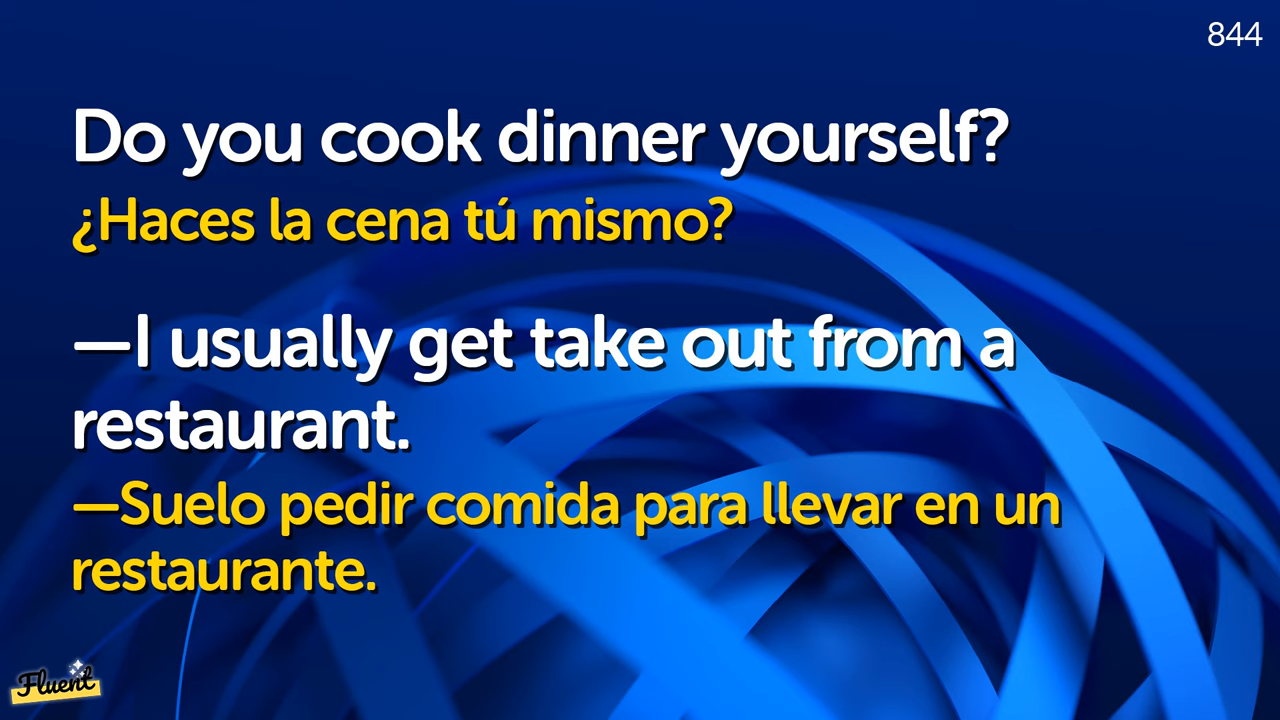 844
Do you cook dinner yourself?
¿Haces la cena tú mismo?
—I usually get take out from a
restaurant.
—Suelo pedir comida para llevar en un
restaurante.
Fluent